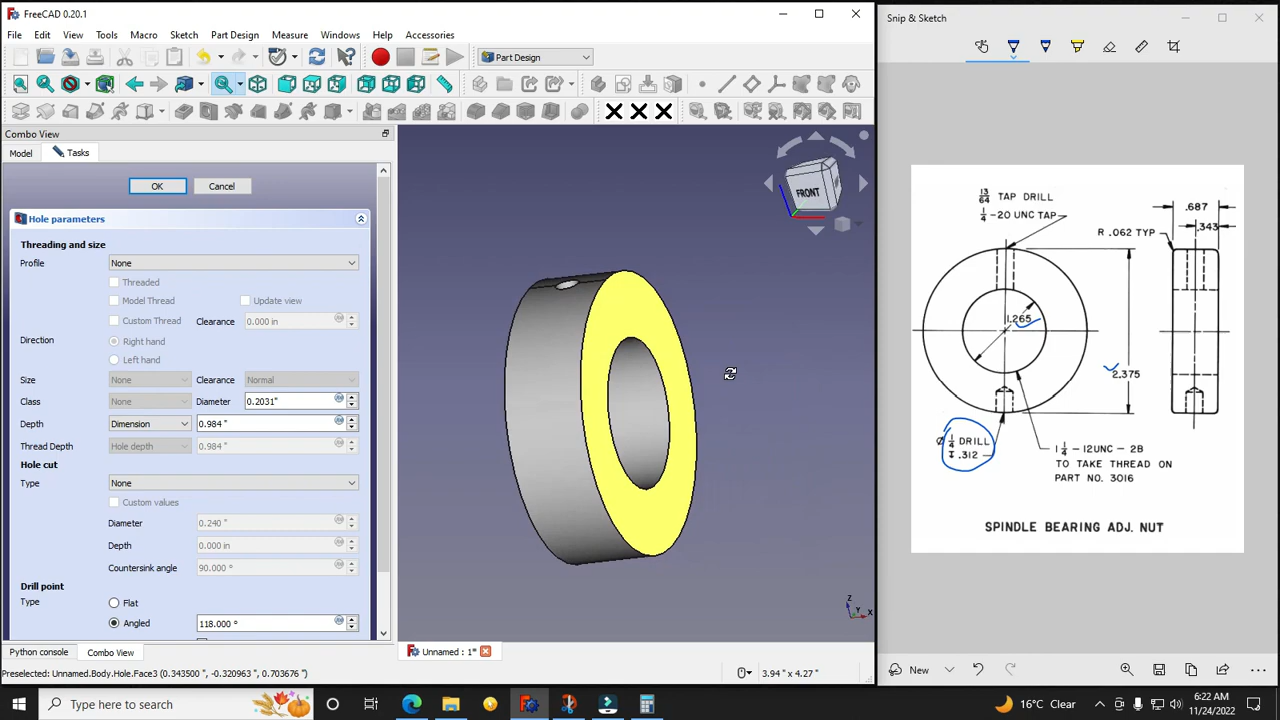 FreeCAD 0.20.1
File Edit View Tools Macro Sketch Part Design Measure Windows Help Accessories
Part Design
Combo View
Model Tasks
OK Cancel
Hole parameters
Threading and size
Profile None
Threaded
Model Thread Update view
Custom Thread Clearance 0.000 in
Direction Right hand
Left hand
Size None Clearance Normal
Class None Diameter 0.2031"
Depth Dimension 0.984 "
Thread Depth Hole depth 0.984 "
Hole cut
Type None
Custom values
Diameter 0.240 "
Depth 0.000 in
Countersink angle 90.000 °
Drill point
Type Flat
Angled 118.000 °
Python console Combo View
Preselected: Unnamed.Body.Hole.Face3 (0.343500 ", -0.320963 ", 0.703676 ")
FRONT
Z
Y
X
Unnamed : 1*
3.94 " x 4.27 "
Snip & Sketch
13/64 TAP DRILL
1/4 -20 UNC TAP
.687
.343
R .062 TYP
1.265
2.375
Ø 1/4 DRILL
↧ .312
1 1/4 -12UNC - 2B
TO TAKE THREAD ON
PART NO. 3016
SPINDLE BEARING ADJ. NUT
New
Type here to search
16°C Clear
6:22 AM
11/24/2022